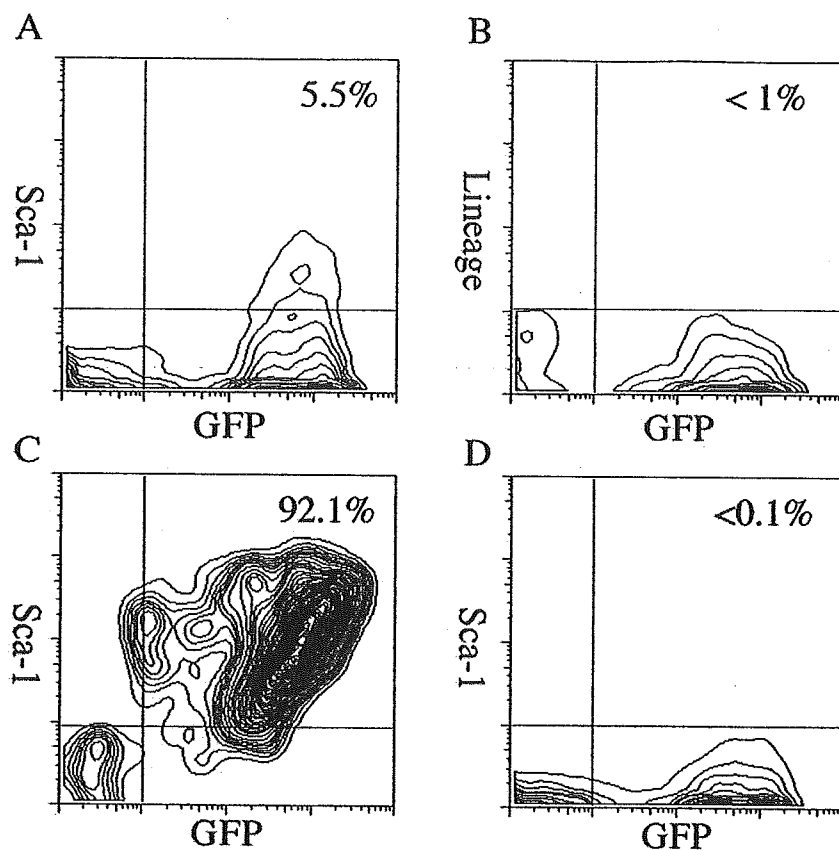 A
5.5%
Sca-1
GFP
B
< 1%
Lineage
GFP
C
92.1%
Sca-1
GFP
D
<0.1%
Sca-1
GFP